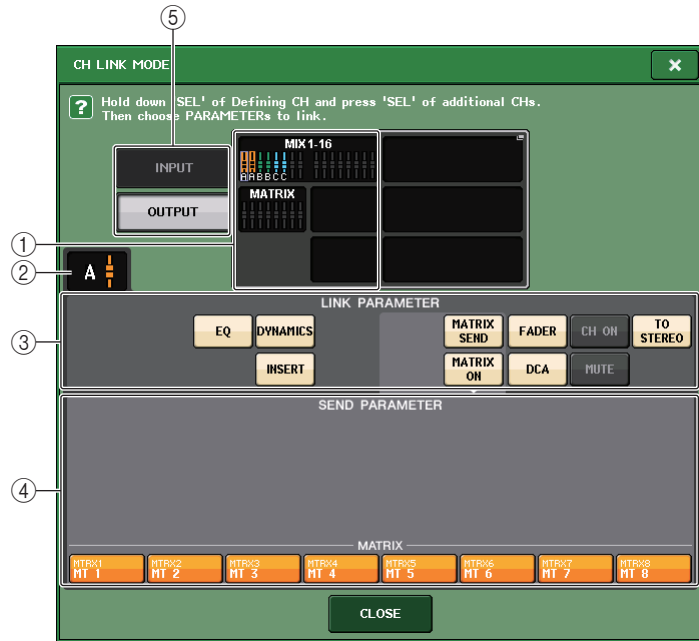 5
CH LINK MODE
? Hold down 'SEL' of Defining CH and press 'SEL' of additional CHs.
Then choose PARAMETERs to link.
INPUT
OUTPUT
MIX 1-16
AABBCC
MATRIX
1
2
A
LINK PARAMETER
3
EQ DYNAMICS MATRIX SEND FADER CH ON TO STEREO
INSERT MATRIX ON DCA MUTE
SEND PARAMETER
4
MATRIX
MTRX1 MTRX2 MTRX3 MTRX4 MTRX5 MTRX6 MTRX7 MTRX8
MT 1 MT 2 MT 3 MT 4 MT 5 MT 6 MT 7 MT 8
CLOSE